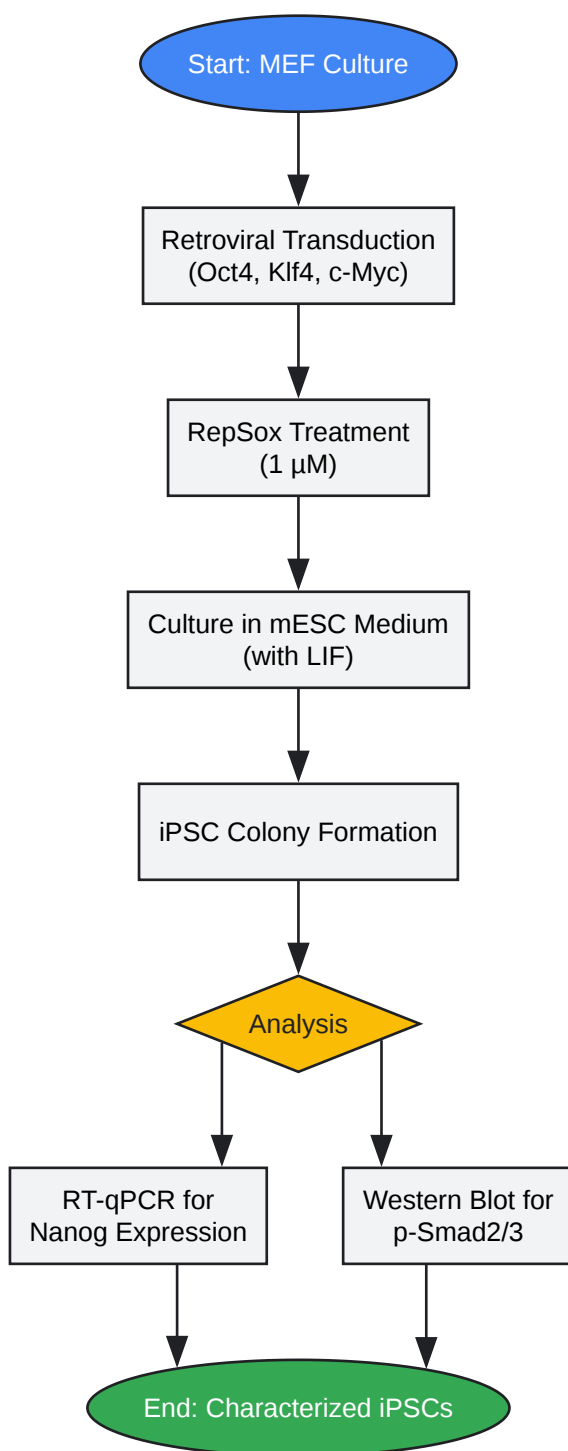 Start: MEF Culture
Retroviral Transduction
(Oct4, Klf4, c-Myc)
RepSox Treatment
(1 µM)
Culture in mESC Medium
(with LIF)
iPSC Colony Formation
Analysis
RT-qPCR for
Nanog Expression
Western Blot for
p-Smad2/3
End: Characterized iPSCs